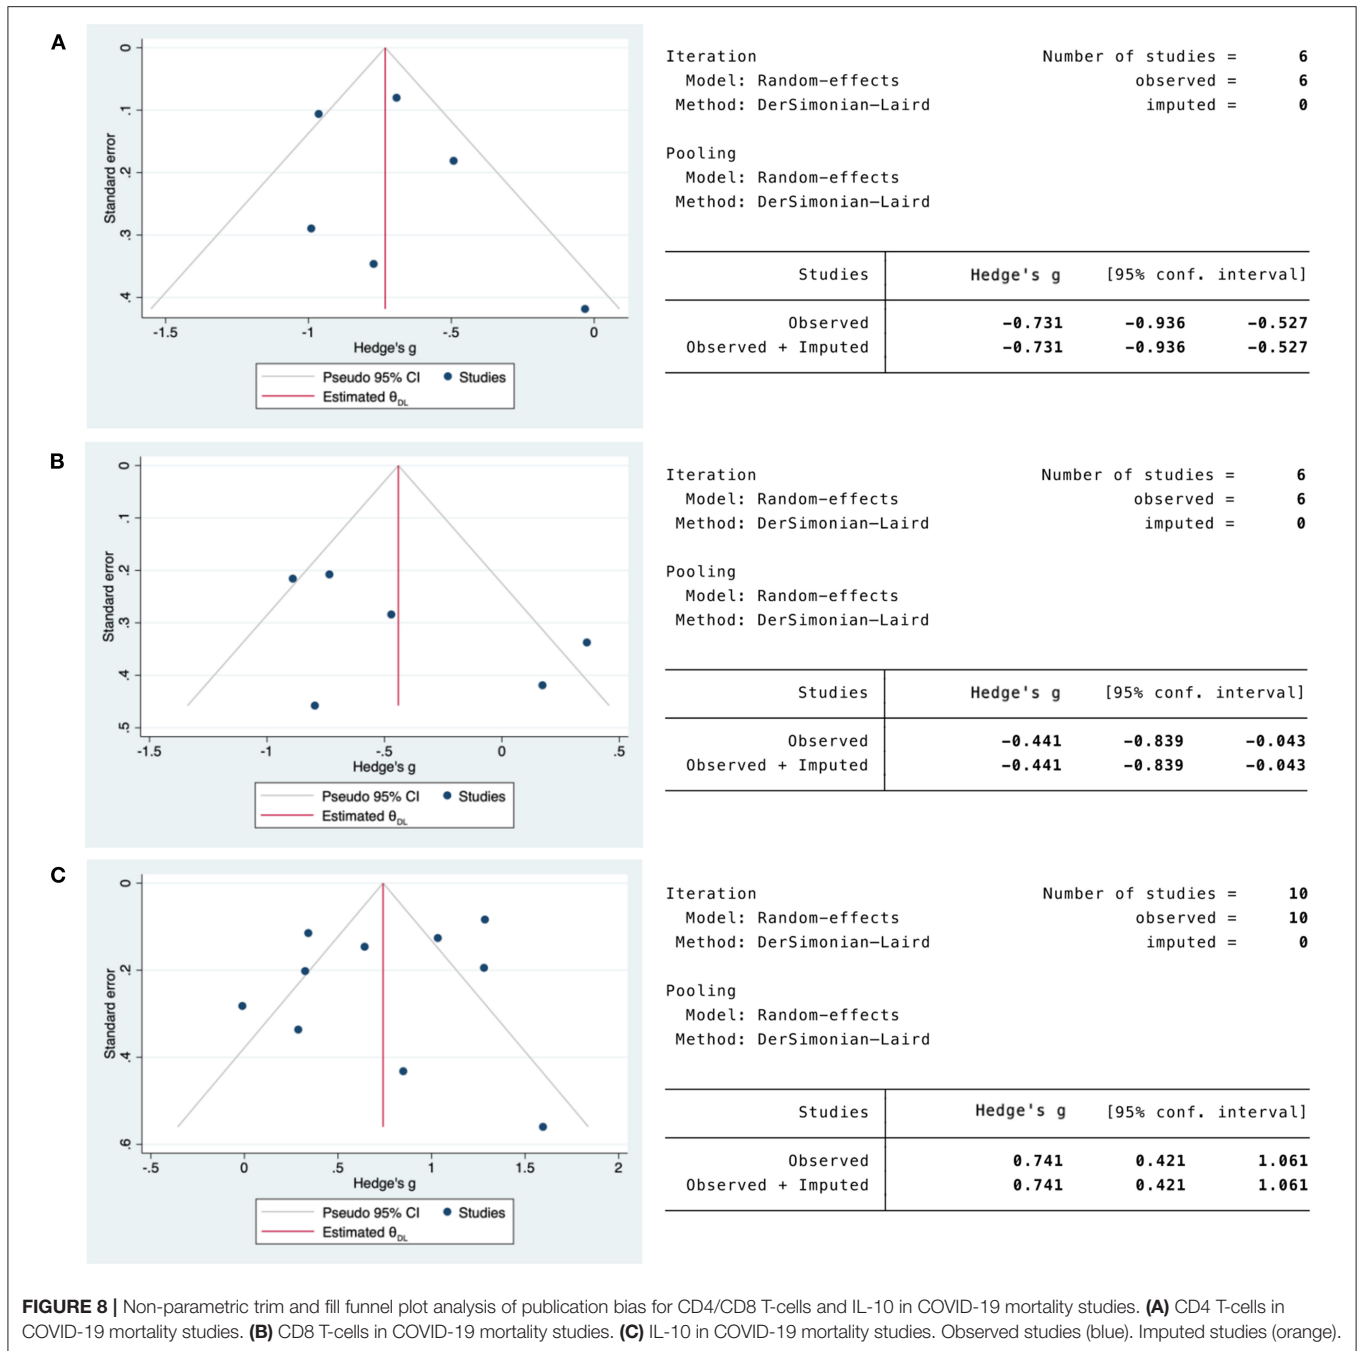 A
0
.1
.2
.3
.4
Standard error
-1.5 -1 -.5 0
Hedge's g
Pseudo 95% CI Studies
Estimated θDL
Iteration Number of studies = 6
Model: Random-effects observed = 6
Method: DerSimonian–Laird imputed = 0
Pooling
Model: Random-effects
Method: DerSimonian–Laird
Studies Hedge's g [95% conf. interval]
Observed -0.731 -0.936 -0.527
Observed + Imputed -0.731 -0.936 -0.527
B
0
.1
.2
.3
.4
.5
Standard error
-1.5 -1 -.5 0 .5
Hedge's g
Pseudo 95% CI Studies
Estimated θDL
Iteration Number of studies = 6
Model: Random-effects observed = 6
Method: DerSimonian–Laird imputed = 0
Pooling
Model: Random-effects
Method: DerSimonian–Laird
Studies Hedge's g [95% conf. interval]
Observed -0.441 -0.839 -0.043
Observed + Imputed -0.441 -0.839 -0.043
C
0
.2
.4
.6
Standard error
-.5 0 .5 1 1.5 2
Hedge's g
Pseudo 95% CI Studies
Estimated θDL
Iteration Number of studies = 10
Model: Random-effects observed = 10
Method: DerSimonian–Laird imputed = 0
Pooling
Model: Random-effects
Method: DerSimonian–Laird
Studies Hedge's g [95% conf. interval]
Observed 0.741 0.421 1.061
Observed + Imputed 0.741 0.421 1.061
FIGURE 8 | Non-parametric trim and fill funnel plot analysis of publication bias for CD4/CD8 T-cells and IL-10 in COVID-19 mortality studies. (A) CD4 T-cells in
COVID-19 mortality studies. (B) CD8 T-cells in COVID-19 mortality studies. (C) IL-10 in COVID-19 mortality studies. Observed studies (blue). Imputed studies (orange).